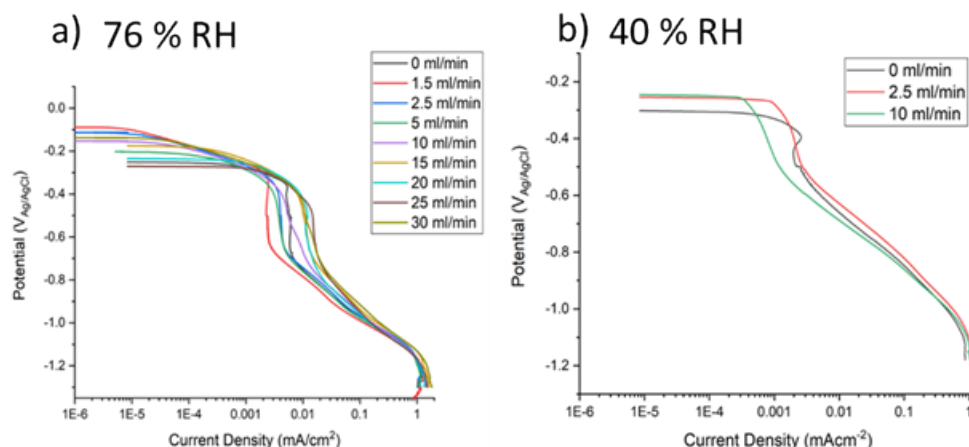 a) 76 % RH
0 ml/min
1.5 ml/min
2.5 ml/min
5 ml/min
10 ml/min
15 ml/min
20 ml/min
25 ml/min
30 ml/min
0.0
-0.2
-0.4
-0.6
-0.8
-1.0
-1.2
Potential (V_Ag/AgCl)
1E-6
1E-5
1E-4
0.001
0.01
0.1
1
Current Density (mA/cm²)
b) 40 % RH
0 ml/min
2.5 ml/min
10 ml/min
-0.2
-0.4
-0.6
-0.8
-1.0
-1.2
Potential (V_Ag/AgCl)
1E-6
1E-5
1E-4
0.001
0.01
0.1
1
Current Density (mAcm⁻²)